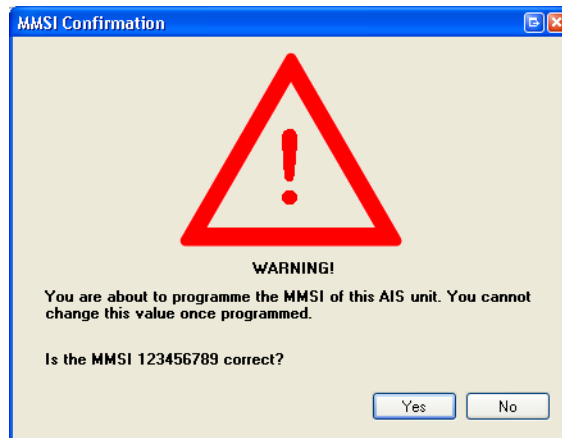 MMSI Confirmation
WARNING!
You are about to programme the MMSI of this AIS unit. You cannot
change this value once programmed.
Is the MMSI 123456789 correct?
Yes No